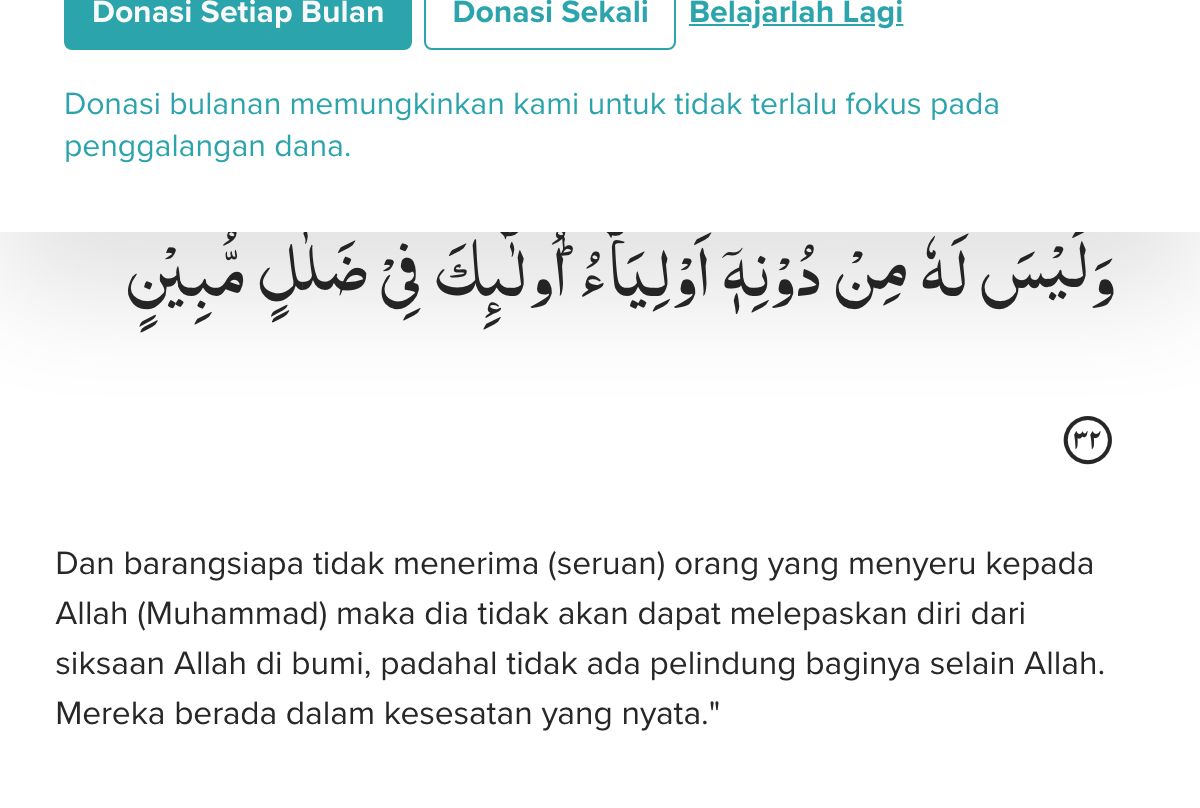 Donasi Setiap Bulan Donasi Sekali Belajarlah Lagi
Donasi bulanan memungkinkan kami untuk tidak terlalu fokus pada
penggalangan dana.
وَلَيْسَ لَهٗ مِنْ دُوْنِهٖٓ اَوْلِيَاۤءُ ۗ اُولٰۤىِٕكَ فِيْ ضَلٰلٍ مُّبِيْنٍ
٣٢
Dan barangsiapa tidak menerima (seruan) orang yang menyeru kepada
Allah (Muhammad) maka dia tidak akan dapat melepaskan diri dari
siksaan Allah di bumi, padahal tidak ada pelindung baginya selain Allah.
Mereka berada dalam kesesatan yang nyata."